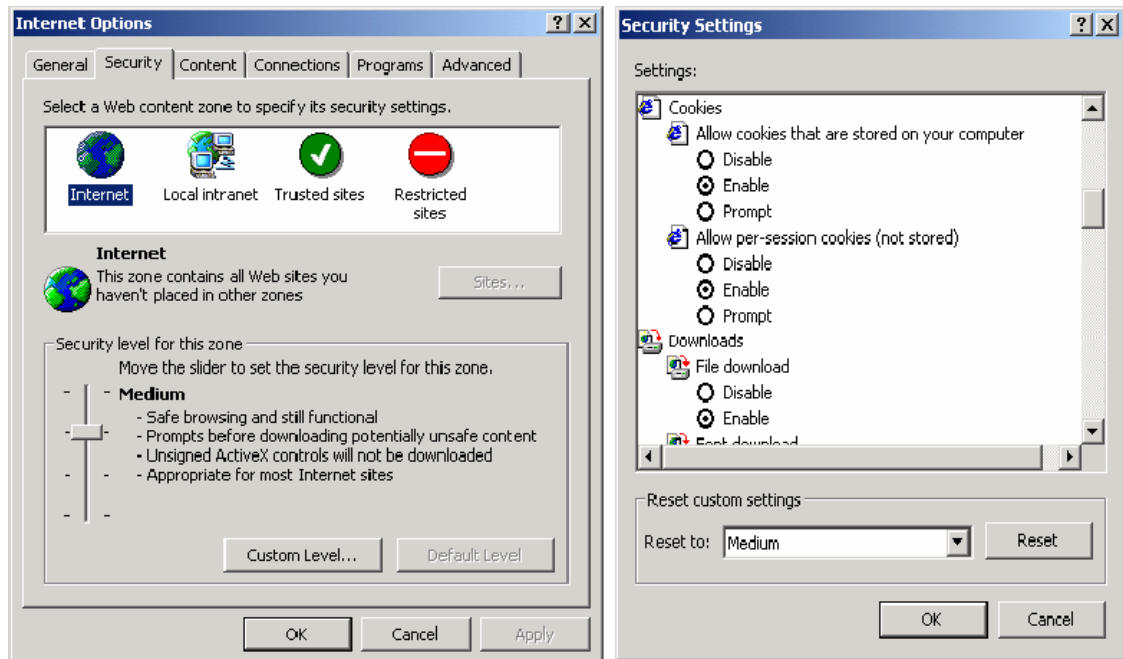 Internet Options
General Security Content Connections Programs Advanced
Select a Web content zone to specify its security settings.
Internet Local intranet Trusted sites Restricted
sites
Internet
This zone contains all Web sites you
haven't placed in other zones
Sites...
Security level for this zone
Move the slider to set the security level for this zone.
Medium
- Safe browsing and still functional
- Prompts before downloading potentially unsafe content
- Unsigned ActiveX controls will not be downloaded
- Appropriate for most Internet sites
Custom Level... Default Level
OK Cancel Apply
Security Settings
Settings:
Cookies
Allow cookies that are stored on your computer
Disable
Enable
Prompt
Allow per-session cookies (not stored)
Disable
Enable
Prompt
Downloads
File download
Disable
Enable
Font download
Reset custom settings
Reset to: Medium Reset
OK Cancel